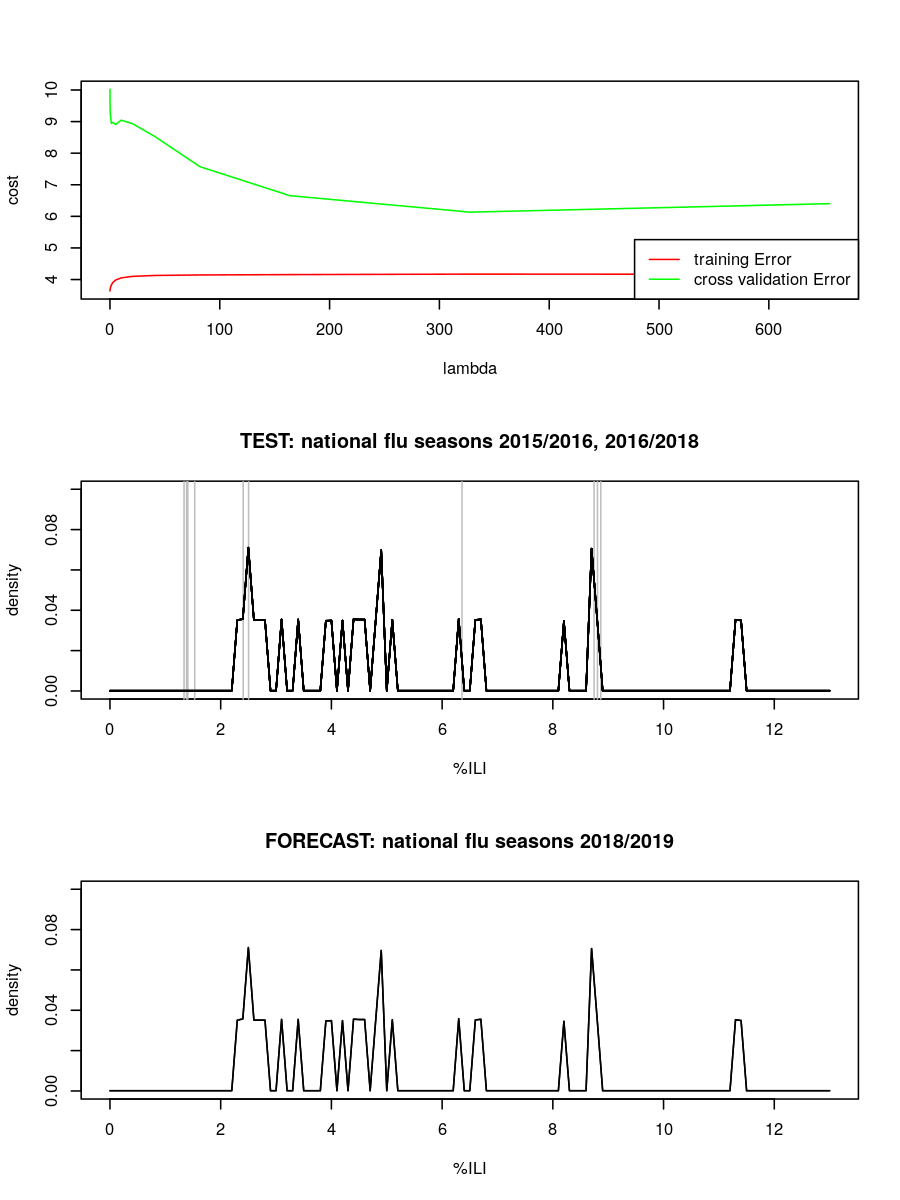 10
9
8
7
6
5
4
cost
training Error
cross validation Error
0 100 200 300 400 500 600
lambda
TEST: national flu seasons 2015/2016, 2016/2018
0.08
0.04
0.00
density
0 2 4 6 8 10 12
%ILI
FORECAST: national flu seasons 2018/2019
0.08
0.04
0.00
density
0 2 4 6 8 10 12
%ILI